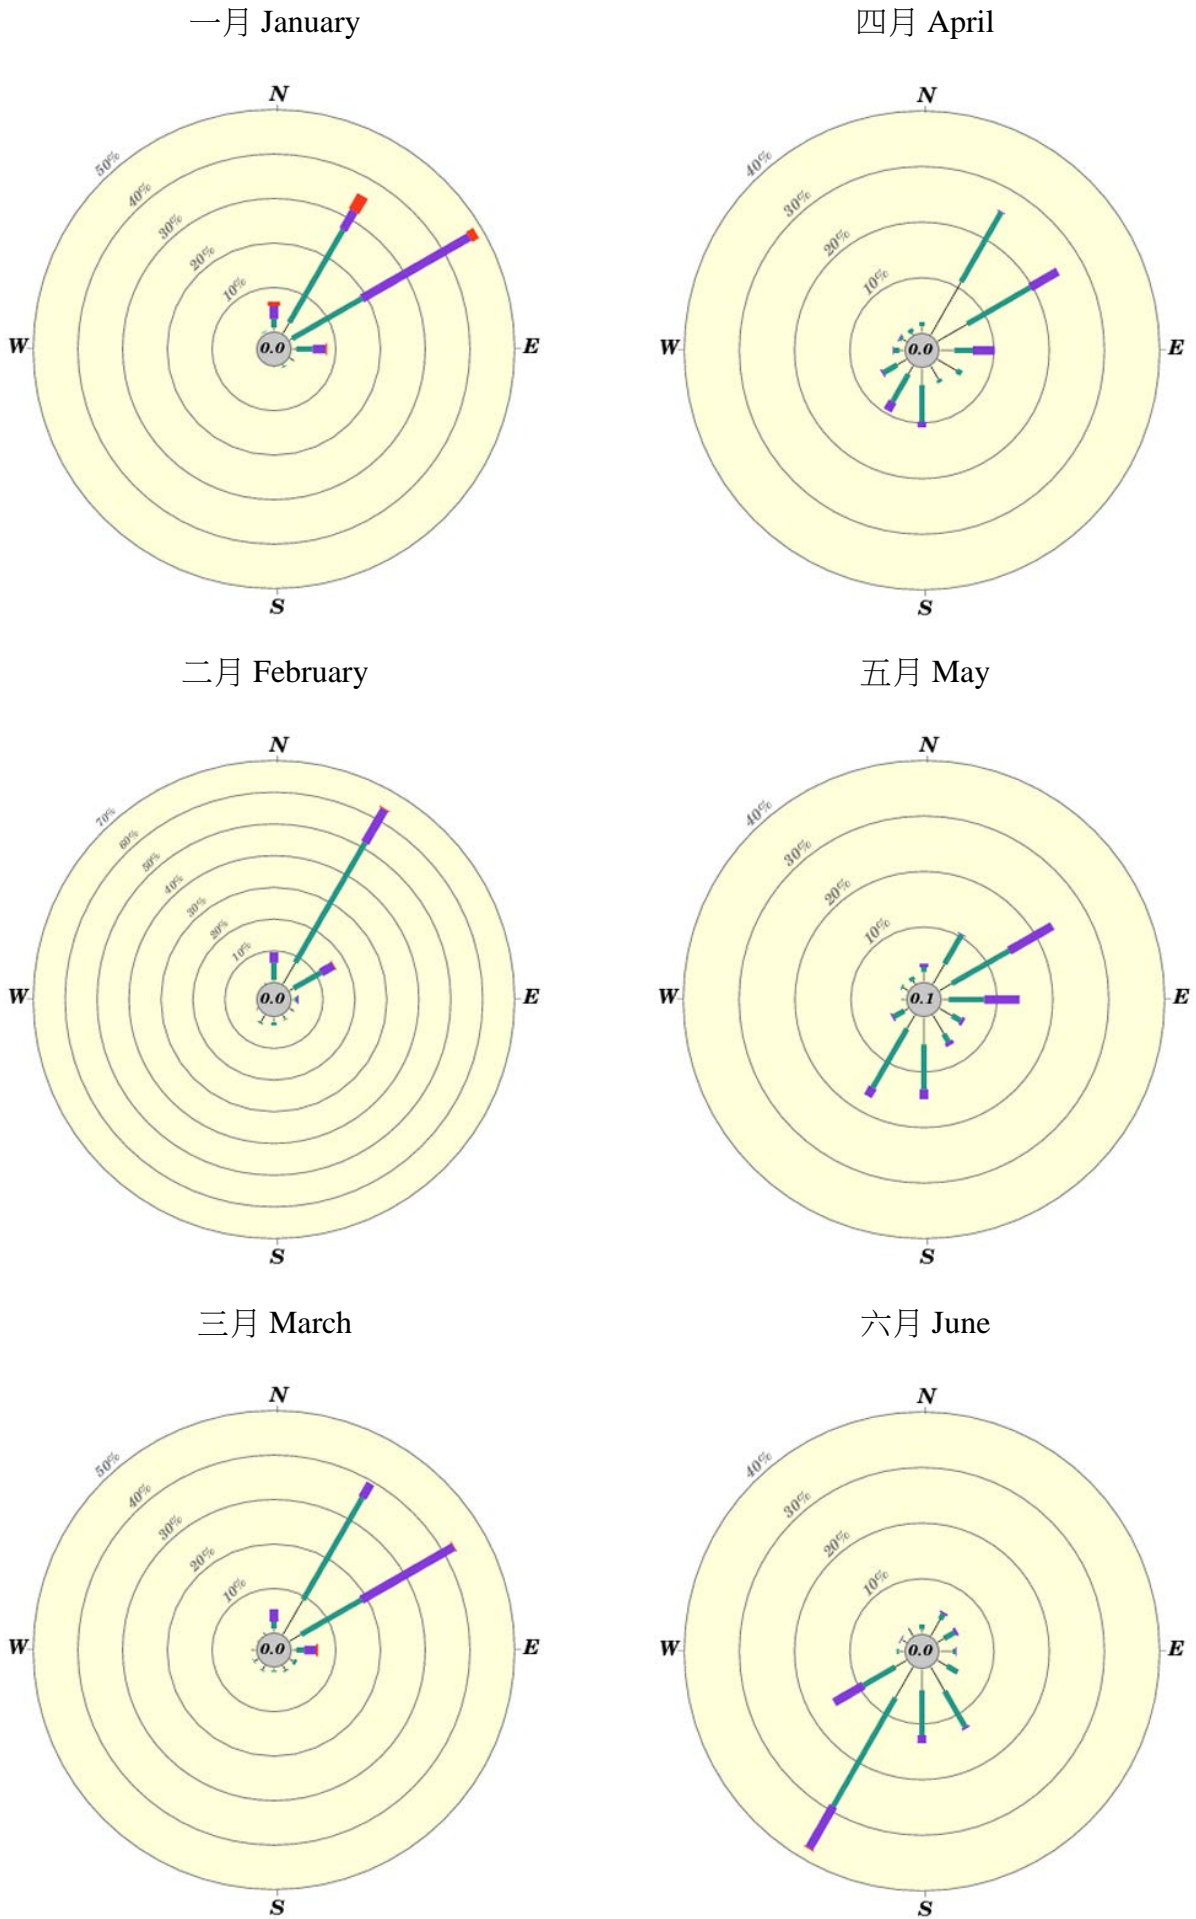 一月 January
N
50%
40%
30%
20%
10%
W
0.0
E
S
四月 April
N
40%
30%
20%
10%
W
0.0
E
S
二月 February
N
70%
60%
50%
40%
30%
20%
10%
W
0.0
E
S
五月 May
N
40%
30%
20%
10%
W
0.1
E
S
三月 March
N
50%
40%
30%
20%
10%
W
0.0
E
S
六月 June
N
40%
30%
20%
10%
W
0.0
E
S